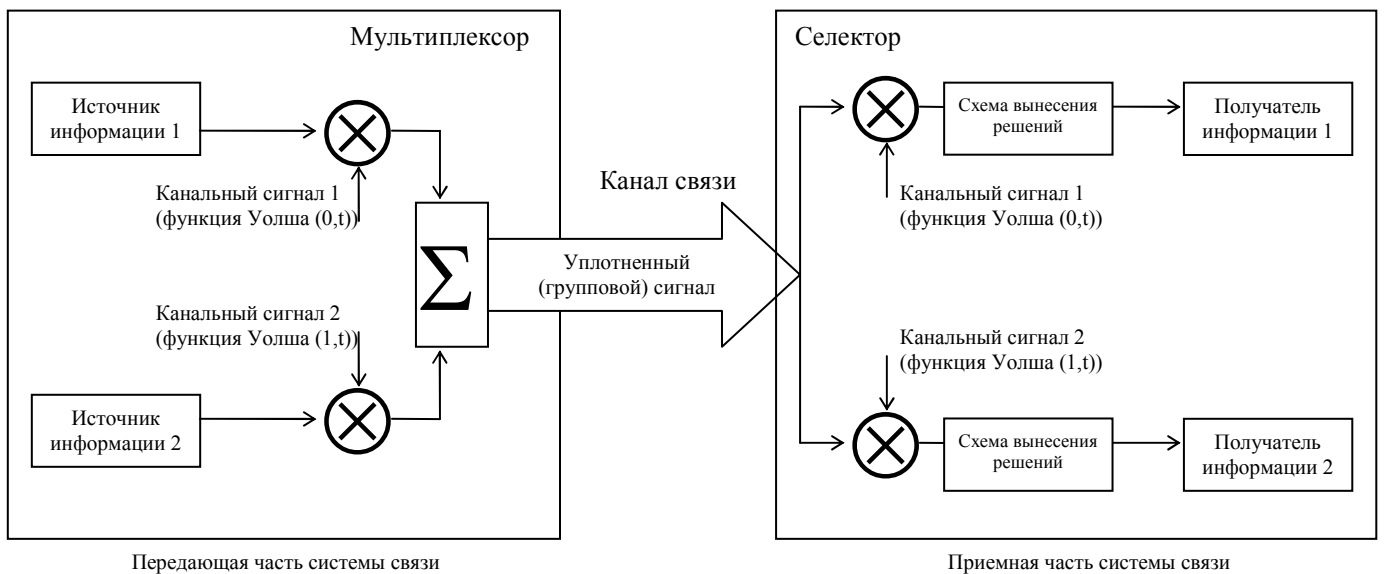 Мультиплексор
Источник
информации 1
Канальный сигнал 1
(функция Уолша (0,t))
Σ
Канальный сигнал 2
(функция Уолша (1,t))
Источник
информации 2
Передающая часть системы связи
Канал связи
Уплотненный
(групповой) сигнал
Селектор
Схема вынесения
решений
Получатель
информации 1
Канальный сигнал 1
(функция Уолша (0,t))
Канальный сигнал 2
(функция Уолша (1,t))
Схема вынесения
решений
Получатель
информации 2
Приемная часть системы связи